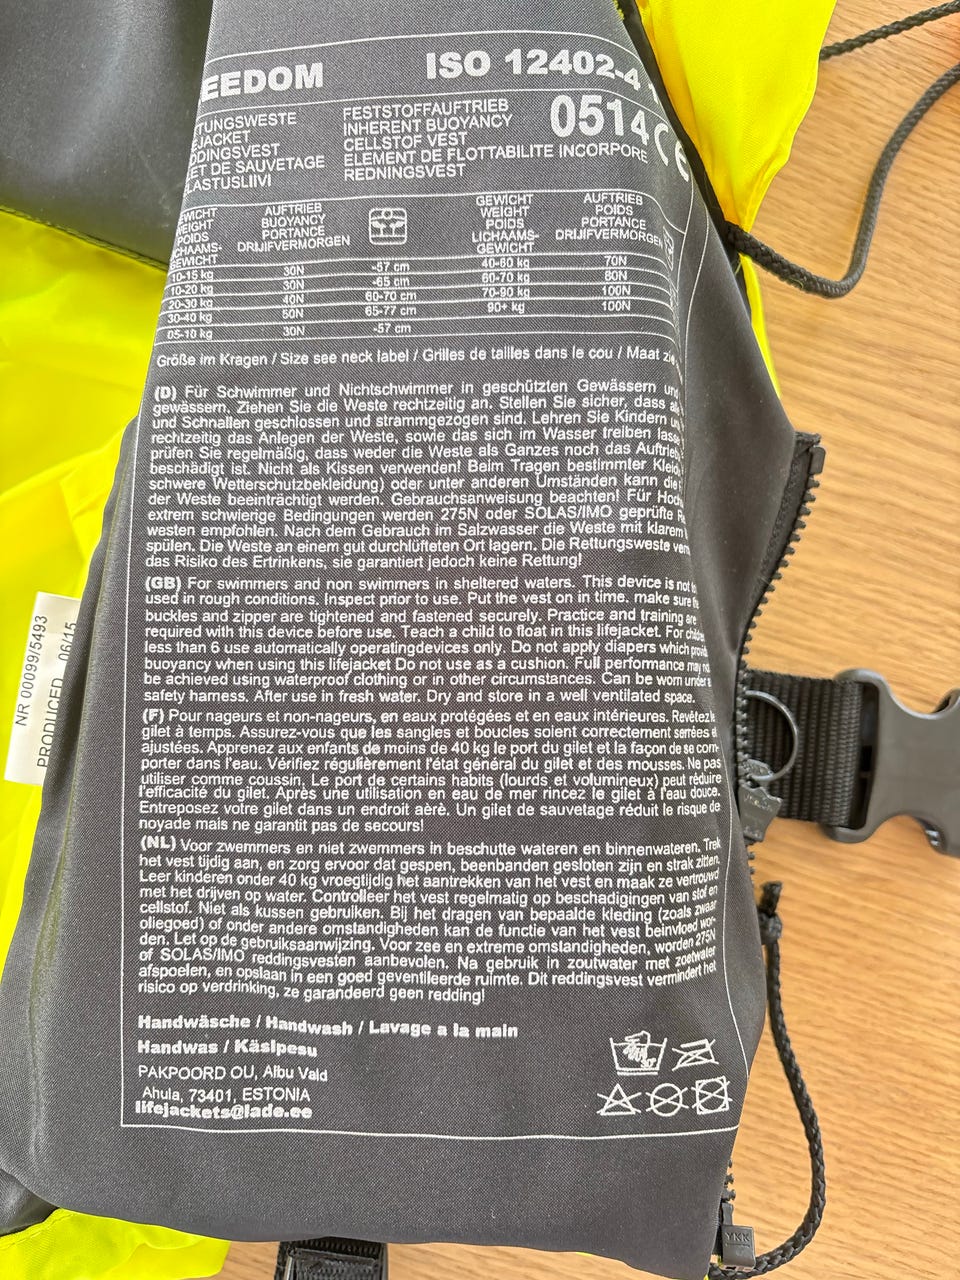 EEDOM
ISO 12402-4
TUNGSWESTE
JACKET
DDINGSVEST
ET DE SAUVETAGE
LASTUSLIIVI
FESTSTOFFAUFTRIEB
INHERENT BUOYANCY
CELLSTOF VEST
ELEMENT DE FLOTTABILITE INCORPORE
REDNINGSVEST
0514 CE
GEWICHT
WEIGHT
POIDS
LICHAAMS-
GEWICHT
AUFTRIEB
BUOYANCY
PORTANCE
DRIJIFVERMORGEN
GEWICHT
WEIGHT
POIDS
LICHAAMS-
GEWICHT
AUFTRIEB
POIDS
PORTANCE
DRIJIFVERMORGEN
10-15 kg 30N -57 cm 40-60 kg 70N
10-20 kg 30N -65 cm 60-70 kg 80N
20-30 kg 40N 60-70 cm 70-90 kg 100N
30-40 kg 50N 65-77 cm 90+ kg 100N
05-10 kg 30N -57 cm
Größe im Kragen / Size see neck label / Grilles de tailles dans le cou / Maat zie
(D) Für Schwimmer und Nichtschwimmer in geschützten Gewässern und
gewässern. Ziehen Sie die Weste rechtzeitig an. Stellen Sie sicher, dass
und Schnallen geschlossen und strammgezogen sind. Lehren Sie Kindern
rechtzeitig das Anlegen der Weste, sowie das sich im Wasser treiben lasse
prüfen Sie regelmäßig, dass weder die Weste als Ganzes noch das Auftrieb
beschädigt ist. Nicht als Kissen verwenden! Beim Tragen bestimmter Kleid
schwere Wetterschutzbekleidung) oder unter anderen Umständen kann die
der Weste beeinträchtigt werden. Gebrauchsanweisung beachten! Für Hoch
extrem schwierige Bedingungen werden 275N oder SOLAS/IMO geprüfte
westen empfohlen. Nach dem Gebrauch im Salzwasser die Weste mit klarem
spülen. Die Weste an einem gut durchlüfteten Ort lagern. Die Rettungsweste verm
das Risiko des Ertrinkens, sie garantiert jedoch keine Rettung!
(GB) For swimmers and non swimmers in sheltered waters. This device is not
used in rough conditions. Inspect prior to use. Put the vest on in time. make sure
buckles and zipper are tightened and fastened securely. Practice and training are
required with this device before use. Teach a child to float in this lifejacket. For
less than 6 use automatically operatingdevices only. Do not apply diapers which
buoyancy when using this lifejacket Do not use as a cushion. Full performance may
be achieved using waterproof clothing or in other circumstances. Can be worn under
safety harness. After use in fresh water. Dry and store in a well ventilated space.
(F) Pour nageurs et non-nageurs, en eaux protégées et en eaux intérieures. Revêtez le
gilet à temps. Assurez-vous que les sangles et boucles soient correctement serrées et
ajustées. Apprenez aux enfants de moins de 40 kg le port du gilet et la façon de se com-
porter dans l'eau. Vérifiez régulièrement l'état général du gilet et des mousses. Ne pas
utiliser comme coussin. Le port de certains habits (lourds et volumineux) peut réduire
l'efficacité du gilet. Après une utilisation en eau de mer rincez le gilet à l'eau douce.
Entreposez votre gilet dans un endroit aèrè. Un gilet de sauvetage réduit le risque de
noyade mais ne garantit pas de secours!
(NL) Voor zwemmers en niet zwemmers in beschutte wateren en binnenwateren. Trek
het vest tijdig aan, en zorg ervoor dat gespen, beenbanden gesloten zijn en strak zitten.
Leer kinderen onder 40 kg vroegtijdig het aantrekken van het vest en maak ze vertrouwd
met het drijven op water. Controlleer het vest regelmatig op beschadigingen van stof en
cellstof. Niet als kussen gebruiken. Bij het dragen van bepaalde kleding (zoals zwaar
oliegoed) of onder andere omstandigheden kan de functie van het vest beinvloed wor-
den. Let op de gebruiksaanwijzing. Voor zee en extreme omstandigheden, worden 275N
of SOLAS/IMO reddingsvesten aanbevolen. Na gebruik in zoutwater met zoetwater
afspoelen, en opslaan in een goed geventileerde ruimte. Dit reddingsvest vermindert het
risico op verdrinking, ze garandeerd geen redding!
Handwäsche / Handwash / Lavage a la main
Handwas / Käsipesu
PAKPOORD OU, Albu Vald
Ahula, 73401, ESTONIA
lifejackets@lade.ee
30°
NR 00099/5493
PRODUCED 06/15
YKK